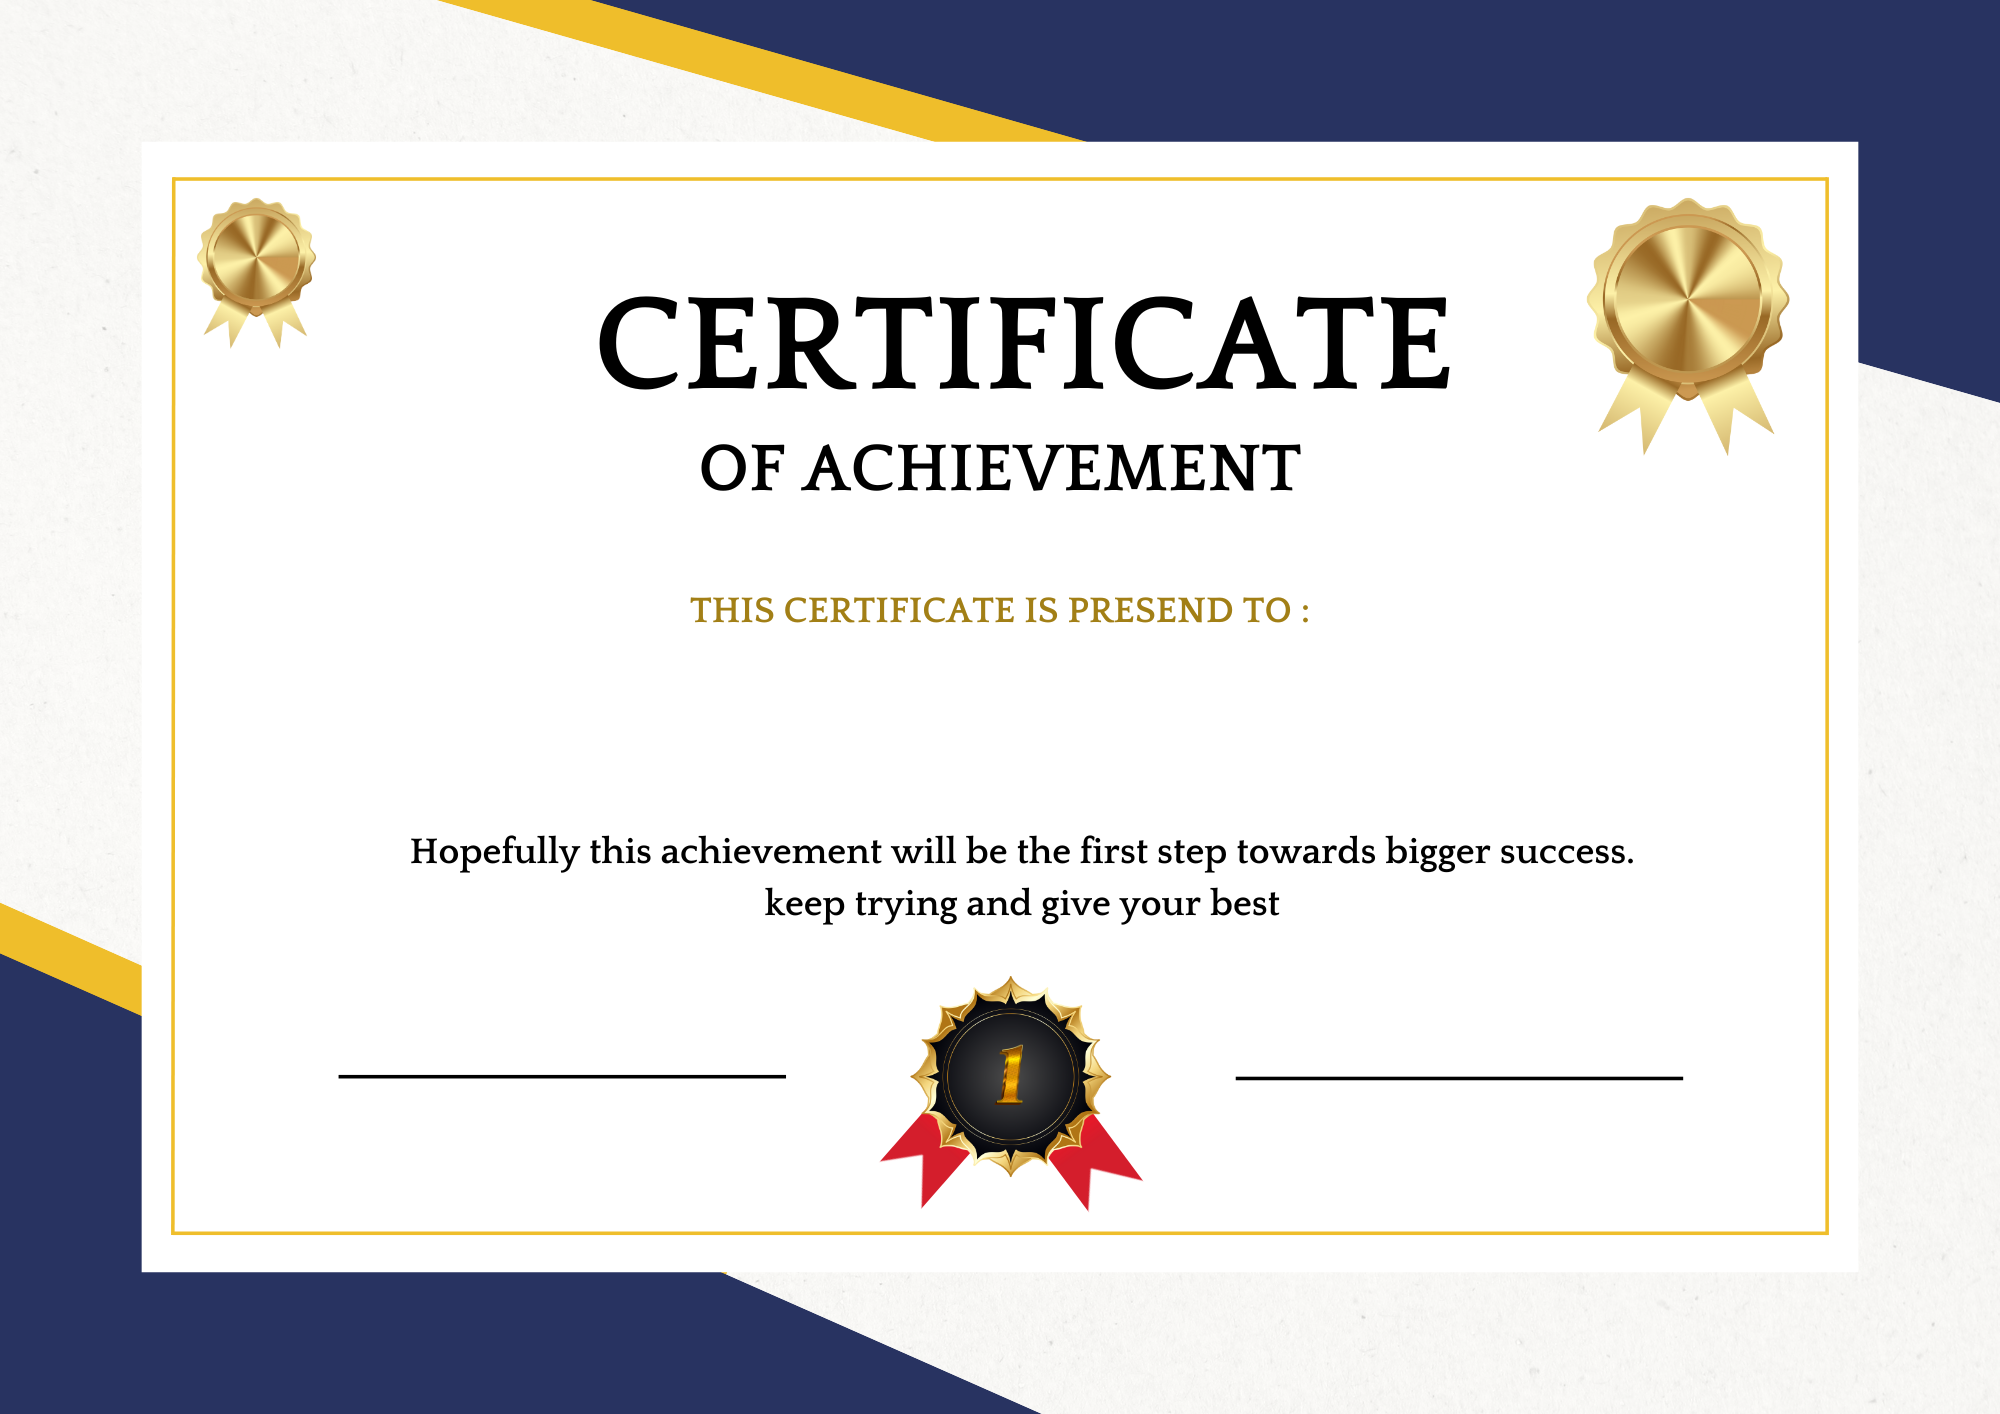 CERTIFICATE
OF ACHIEVEMENT
THIS CERTIFICATE IS PRESEND TO :
Hopefully this achievement will be the first step towards bigger success.
keep trying and give your best
1